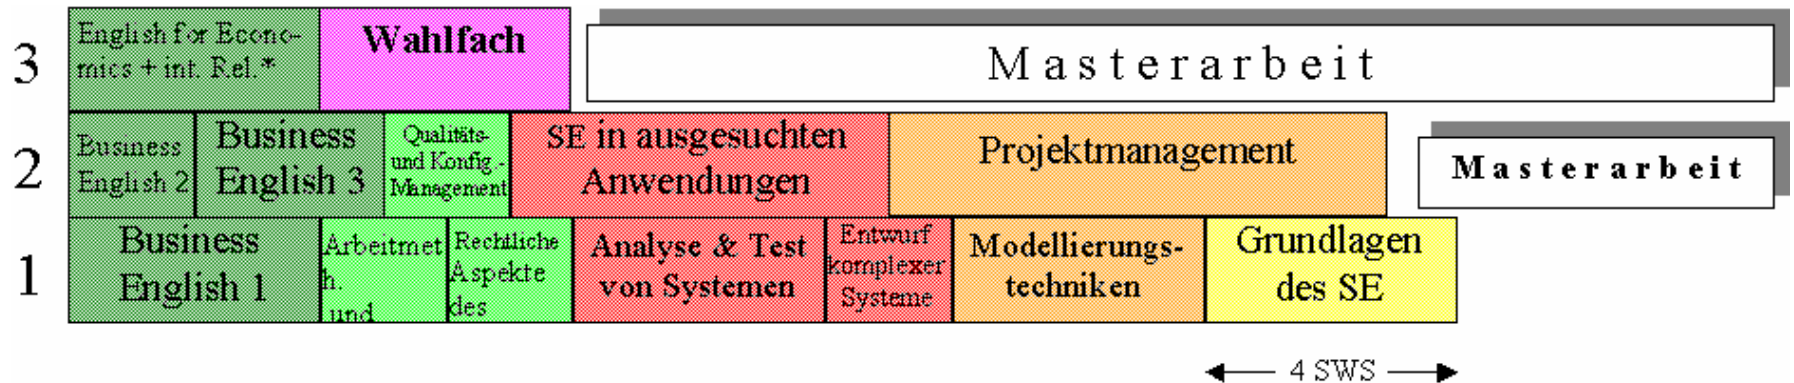 3
English for Econo-
mics + int. Rel.*
Wahlfach
Masterarbeit
2
Business
English 2
Business
English 3
Qualitäts-
und Konfig.-
Management
SE in ausgesuchten
Anwendungen
Projektmanagement
Masterarbeit
1
Business
English 1
Arbeitmet
h.
und
Rechtliche
Aspekte
des
Analyse & Test
von Systemen
Entwurf
komplexer
Systeme
Modellierungs-
techniken
Grundlagen
des SE
4 SWS